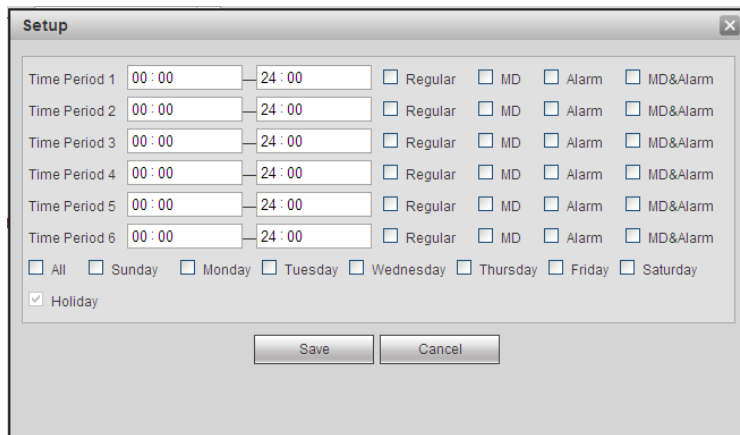 Setup
Time Period 1 00:00 — 24:00 Regular MD Alarm MD&Alarm
Time Period 2 00:00 — 24:00 Regular MD Alarm MD&Alarm
Time Period 3 00:00 — 24:00 Regular MD Alarm MD&Alarm
Time Period 4 00:00 — 24:00 Regular MD Alarm MD&Alarm
Time Period 5 00:00 — 24:00 Regular MD Alarm MD&Alarm
Time Period 6 00:00 — 24:00 Regular MD Alarm MD&Alarm
All Sunday Monday Tuesday Wednesday Thursday Friday Saturday
Holiday
Save Cancel